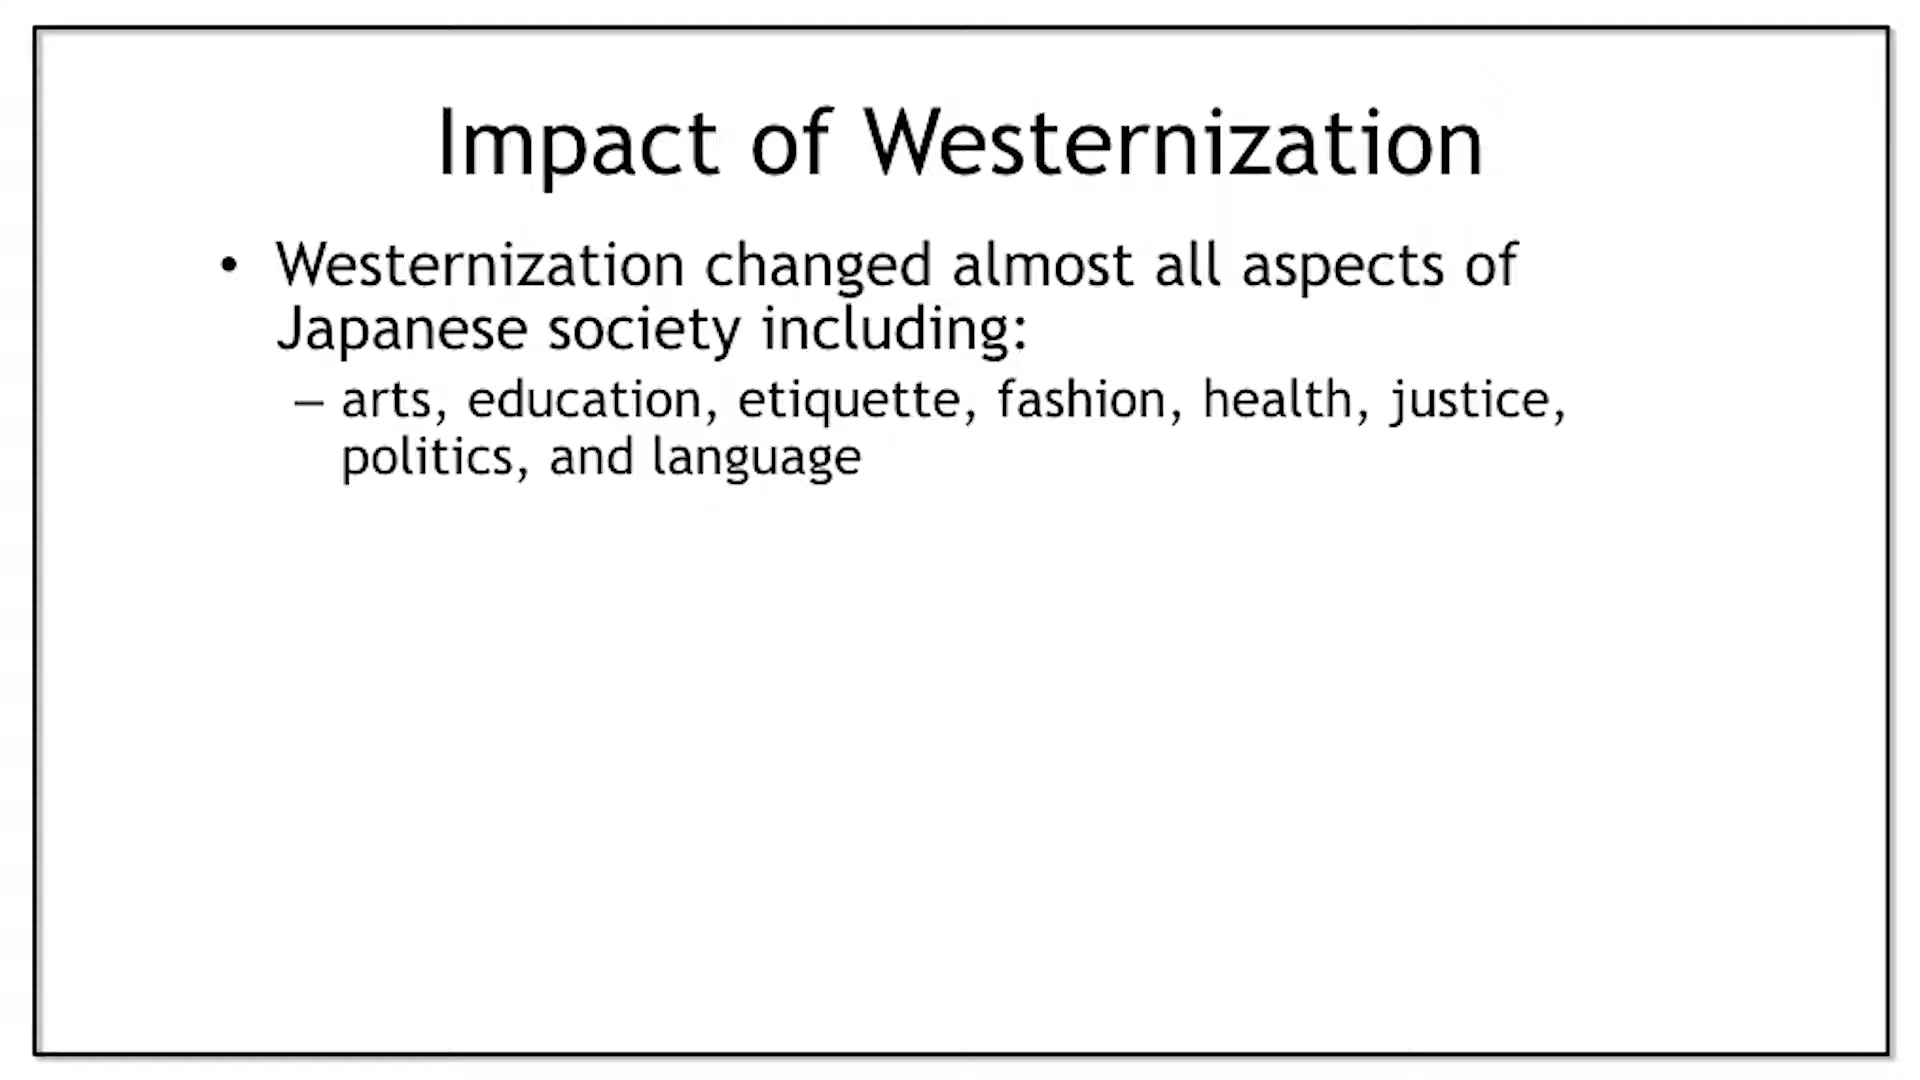 Impact of Westernization
• Westernization changed almost all aspects of
Japanese society including:
– arts, education, etiquette, fashion, health, justice,
politics, and language